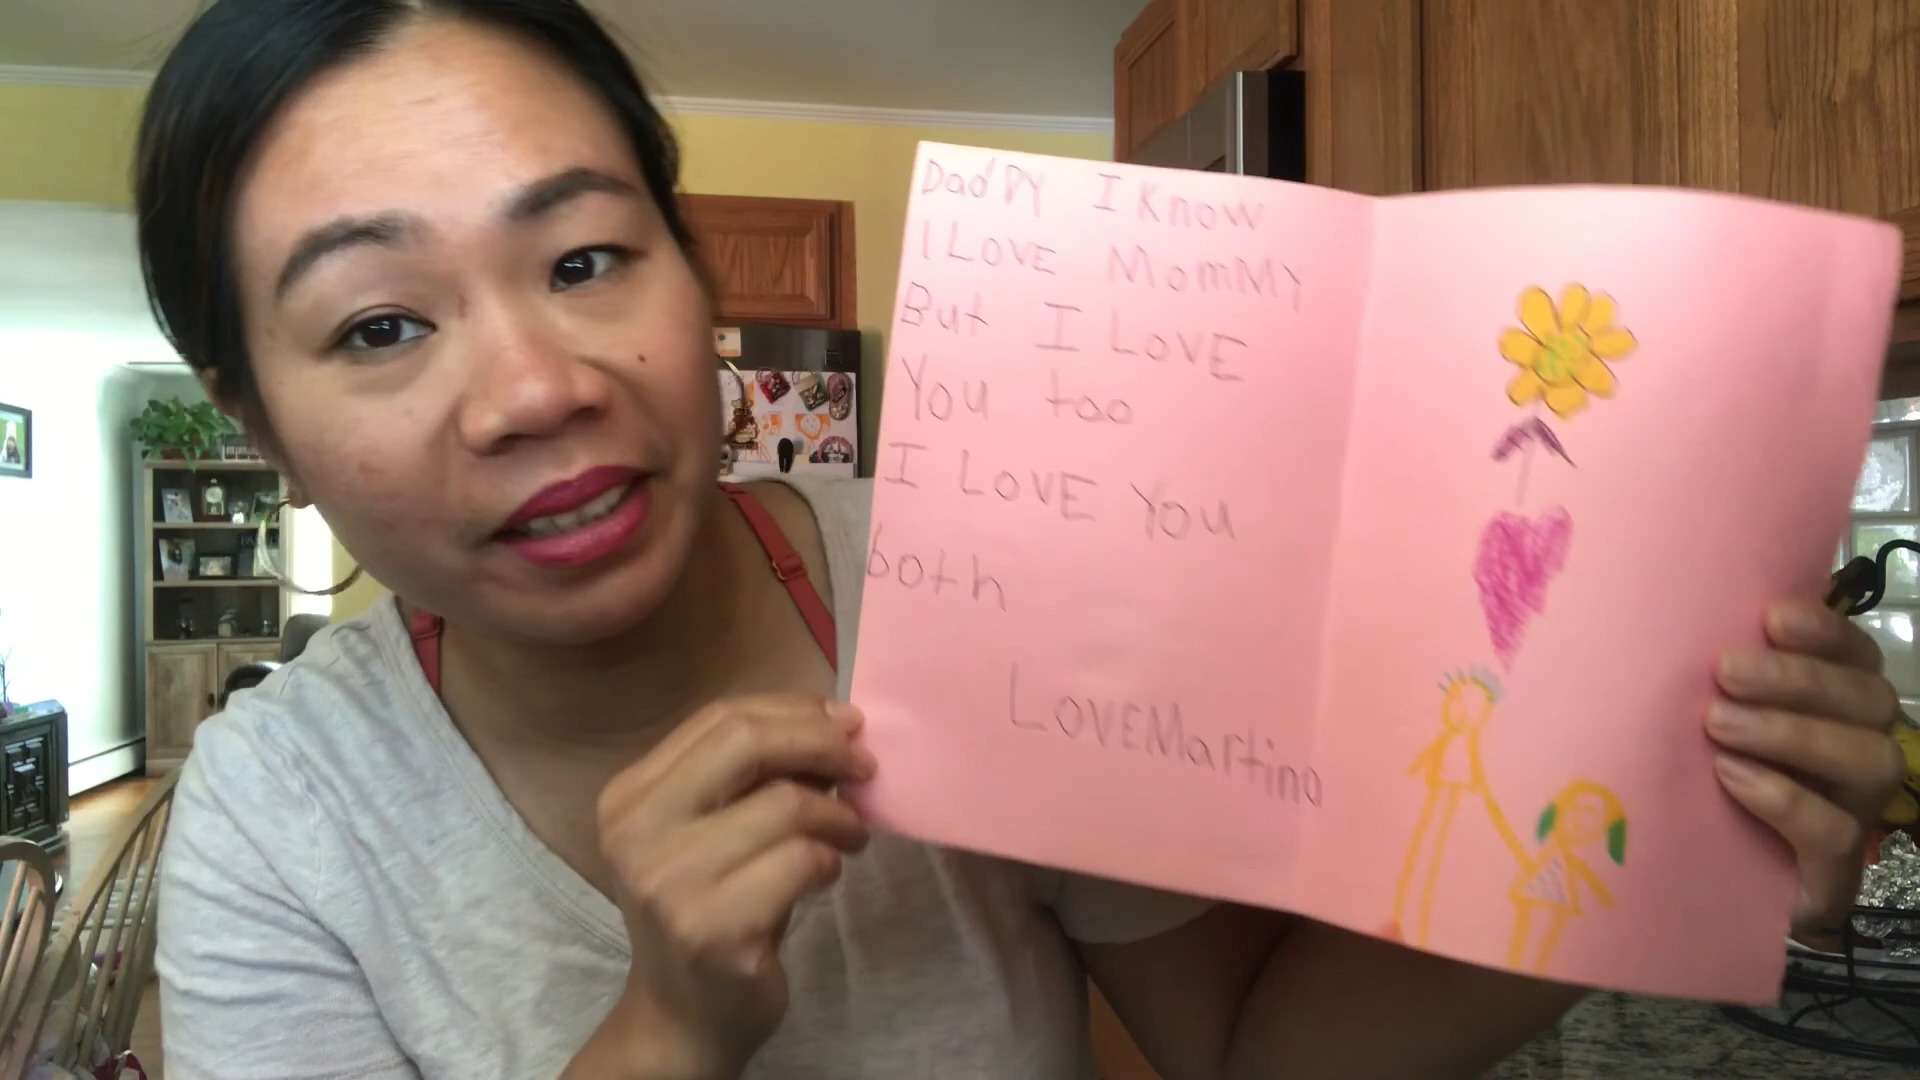 DadDY I Know
I LOVE MomMY
But I LOVE
You too
I LOVE You
both
LOVEMartina